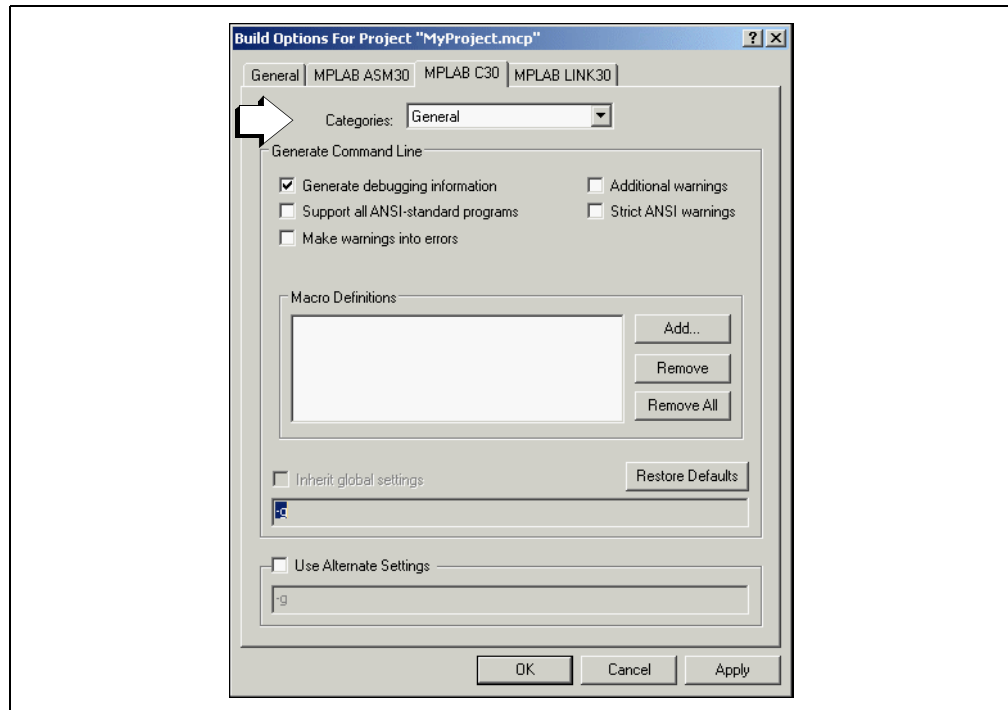 Build Options For Project "MyProject.mcp"
General MPLAB ASM30 MPLAB C30 MPLAB LINK30
Categories: General
Generate Command Line
Generate debugging information Additional warnings
Support all ANSI-standard programs Strict ANSI warnings
Make warnings into errors
Macro Definitions
Add...
Remove
Remove All
Inherit global settings Restore Defaults
-g
Use Alternate Settings
-g
OK Cancel Apply